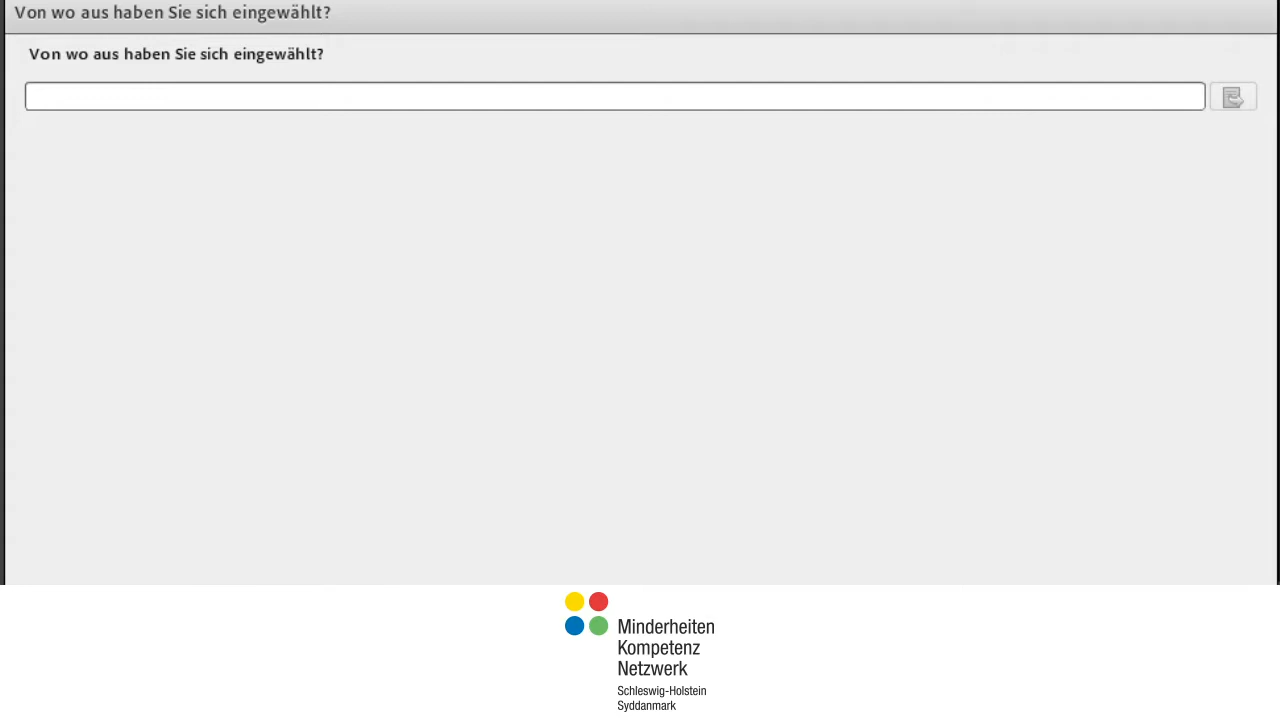 Von wo aus haben Sie sich eingewählt?
Von wo aus haben Sie sich eingewählt?
Minderheiten
Kompetenz
Netzwerk
Schleswig-Holstein
Syddanmark